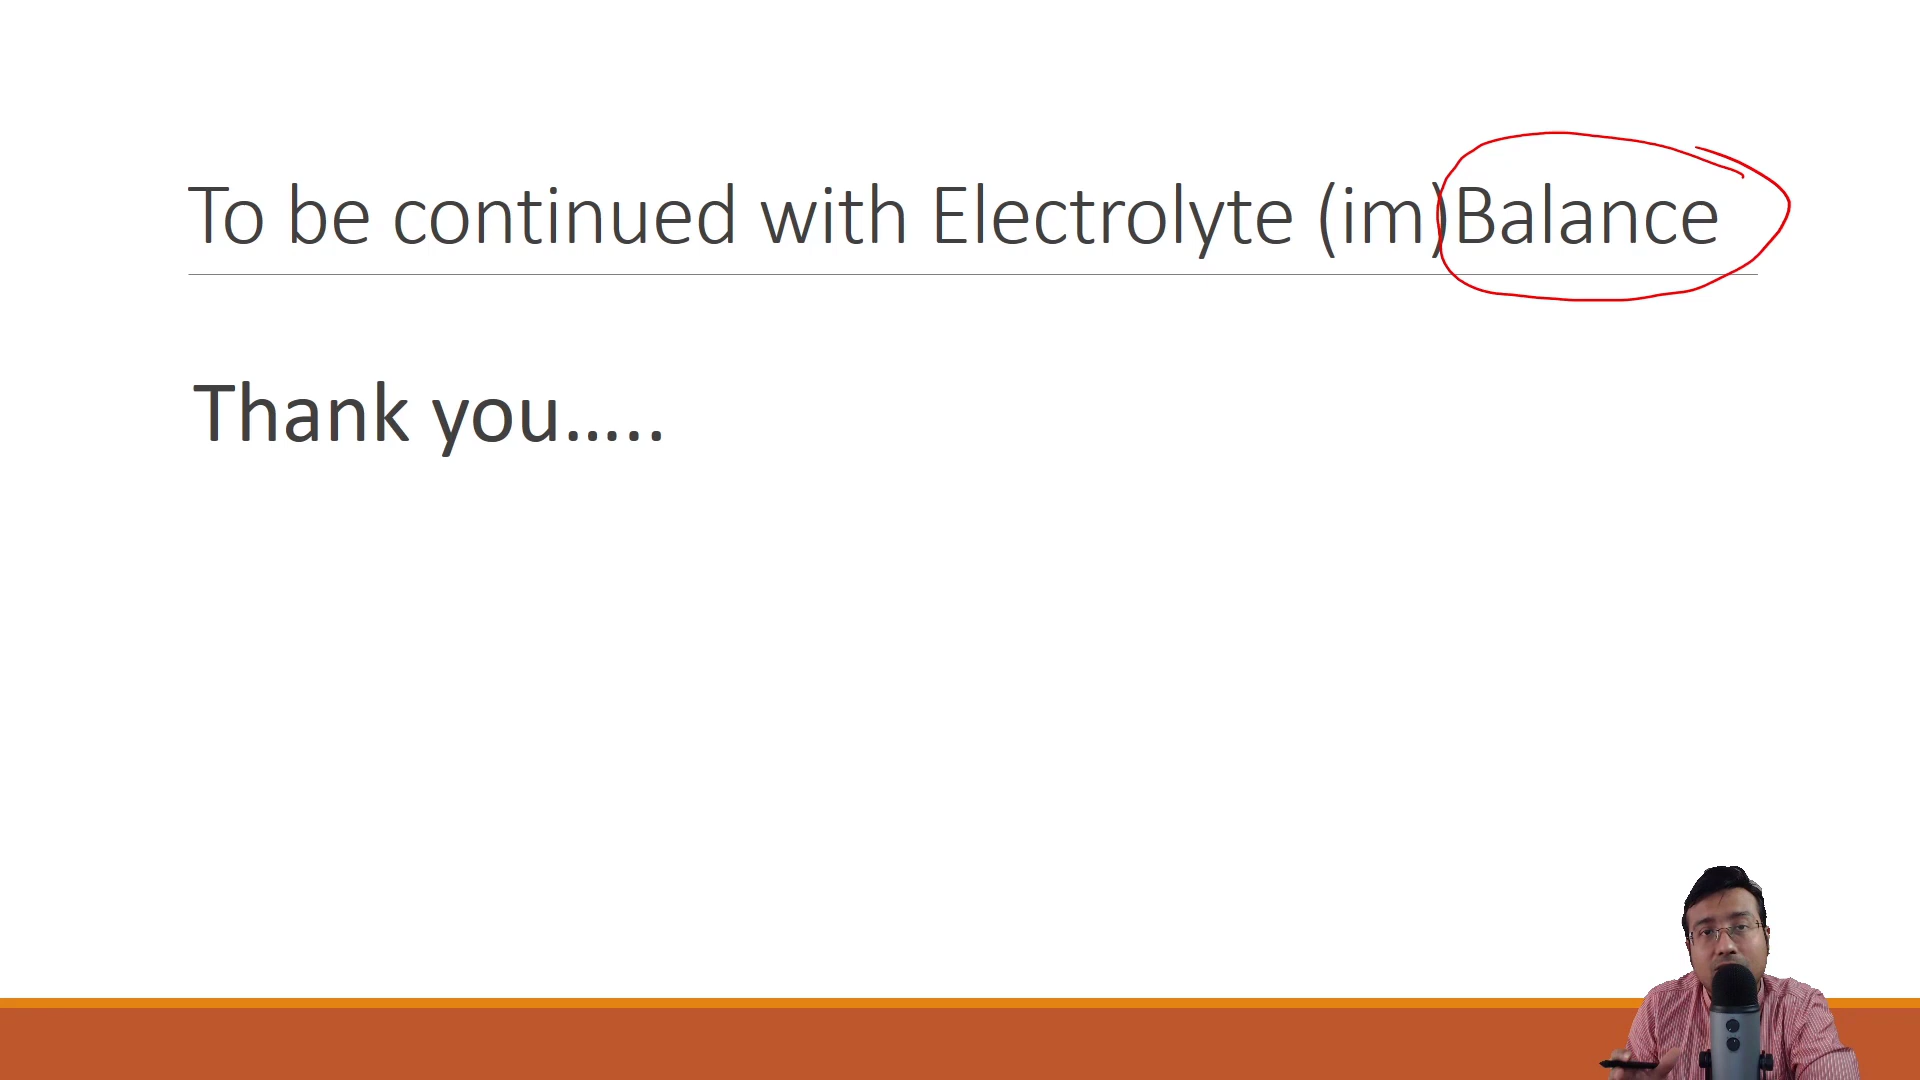 To be continued with Electrolyte (im)Balance
Thank you.....